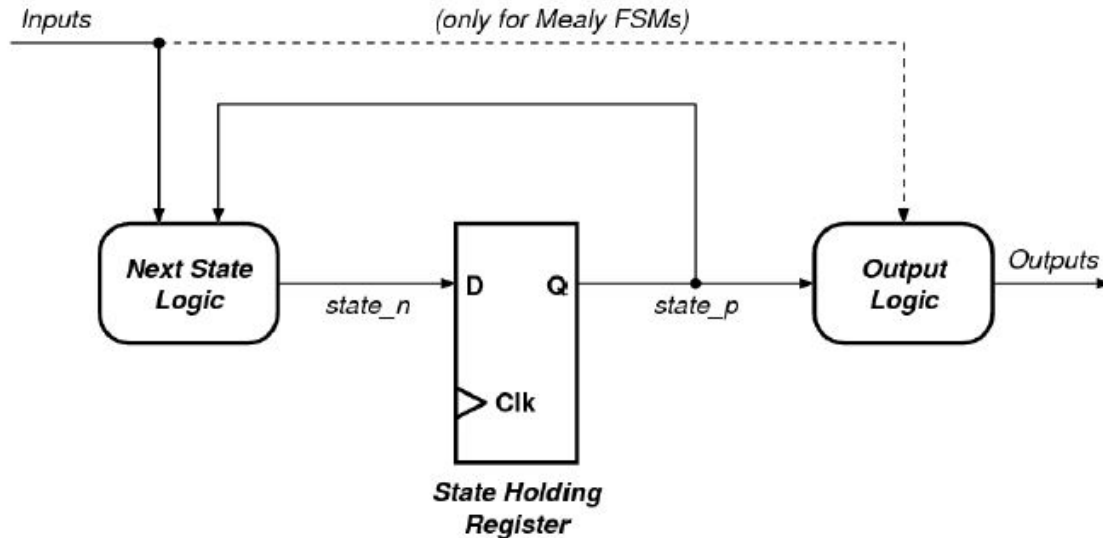 Inputs
(only for Mealy FSMs)
Next State
Logic
state_n
D
Q
Clk
state_p
Output
Logic
Outputs
State Holding
Register